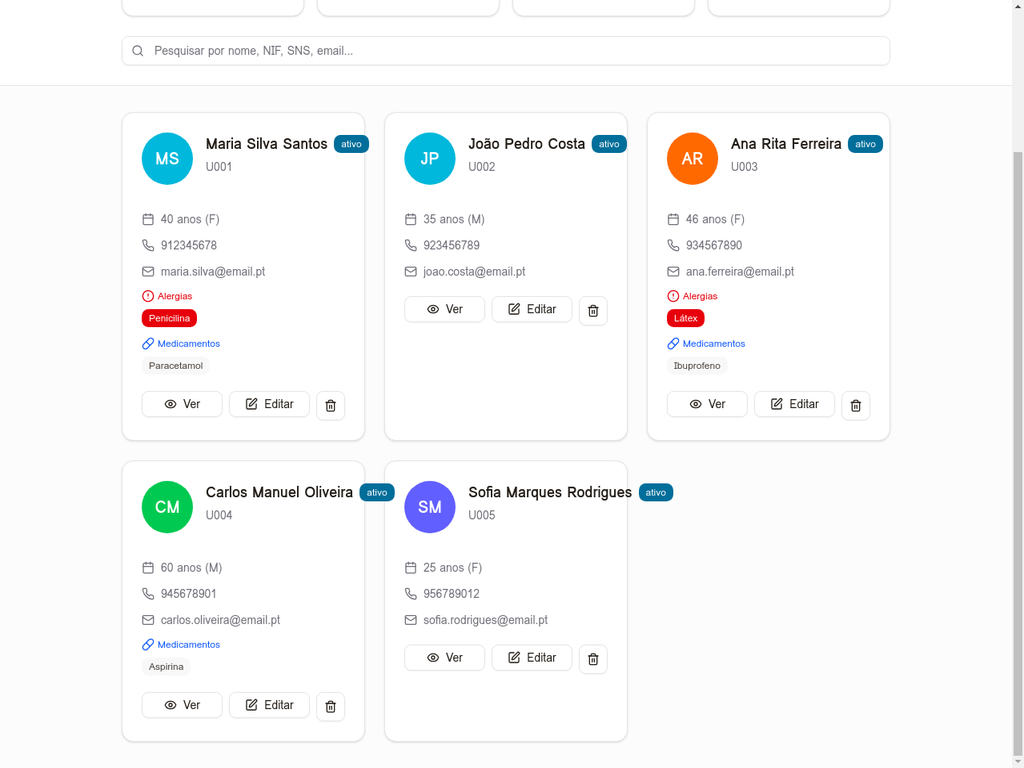 Pesquisar por nome, NIF, SNS, email...
MS
Maria Silva Santos ativo
U001
40 anos (F)
912345678
maria.silva@email.pt
Alergias
Penicilina
Medicamentos
Paracetamol
Ver Editar
JP
João Pedro Costa ativo
U002
35 anos (M)
923456789
joao.costa@email.pt
Ver Editar
AR
Ana Rita Ferreira ativo
U003
46 anos (F)
934567890
ana.ferreira@email.pt
Alergias
Látex
Medicamentos
Ibuprofeno
Ver Editar
CM
Carlos Manuel Oliveira ativo
U004
60 anos (M)
945678901
carlos.oliveira@email.pt
Medicamentos
Aspirina
Ver Editar
SM
Sofia Marques Rodrigues ativo
U005
25 anos (F)
956789012
sofia.rodrigues@email.pt
Ver Editar